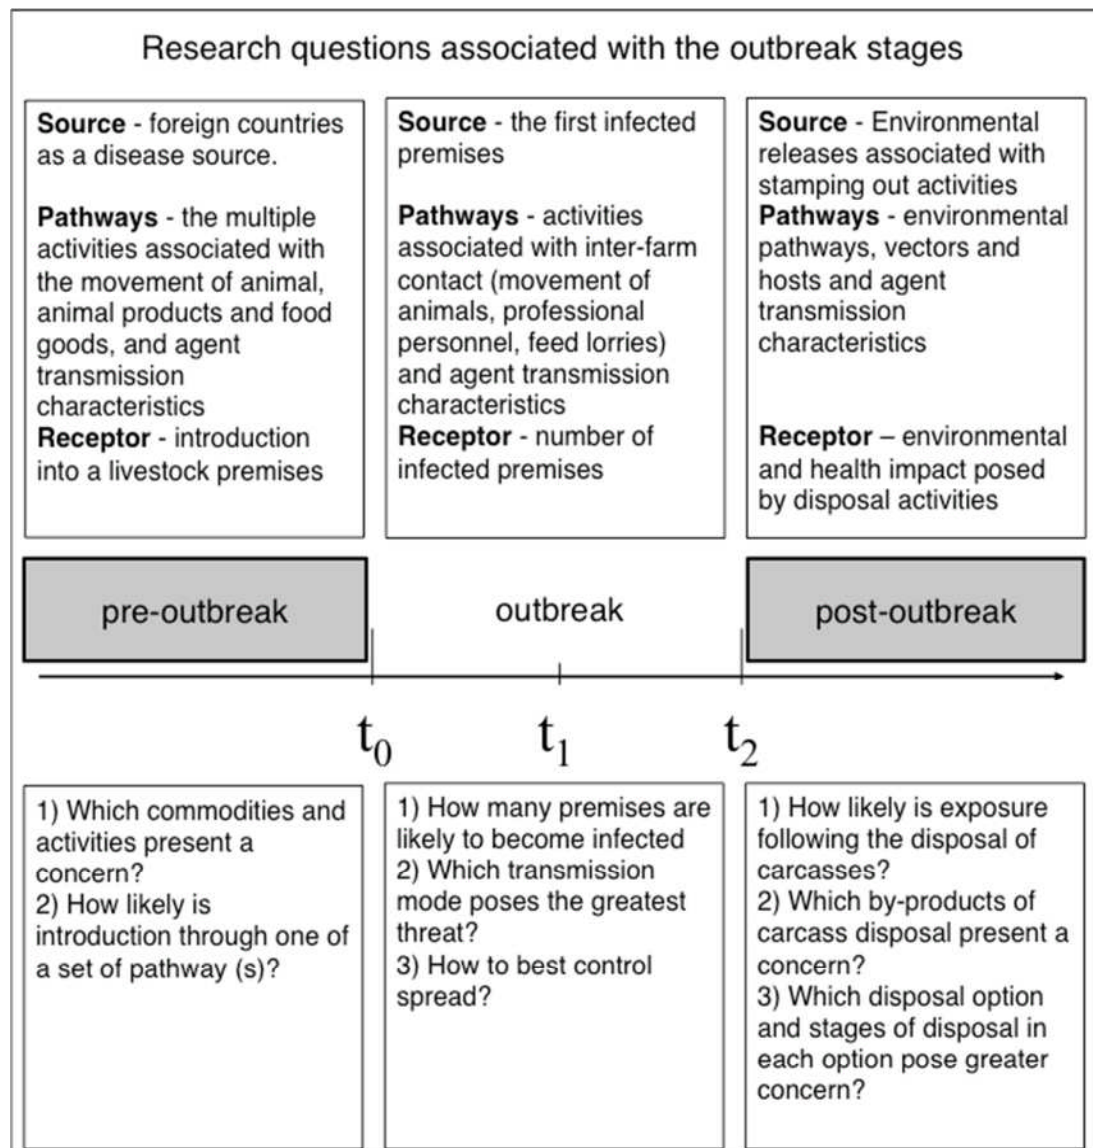 Research questions associated with the outbreak stages
Source - foreign countries
as a disease source.
Pathways - the multiple
activities associated with
the movement of animal,
animal products and food
goods, and agent
transmission
characteristics
Receptor - introduction
into a livestock premises
Source - the first infected
premises
Pathways - activities
associated with inter-farm
contact (movement of
animals, professional
personnel, feed lorries)
and agent transmission
characteristics
Receptor - number of
infected premises
Source - Environmental
releases associated with
stamping out activities
Pathways - environmental
pathways, vectors and
hosts and agent
transmission
characteristics
Receptor – environmental
and health impact posed
by disposal activities
pre-outbreak
outbreak
post-outbreak
t0
t1
t2
1) Which commodities and
activities present a
concern?
2) How likely is
introduction through one of
a set of pathway (s)?
1) How many premises are
likely to become infected
2) Which transmission
mode poses the greatest
threat?
3) How to best control
spread?
1) How likely is exposure
following the disposal of
carcasses?
2) Which by-products of
carcass disposal present a
concern?
3) Which disposal option
and stages of disposal in
each option pose greater
concern?